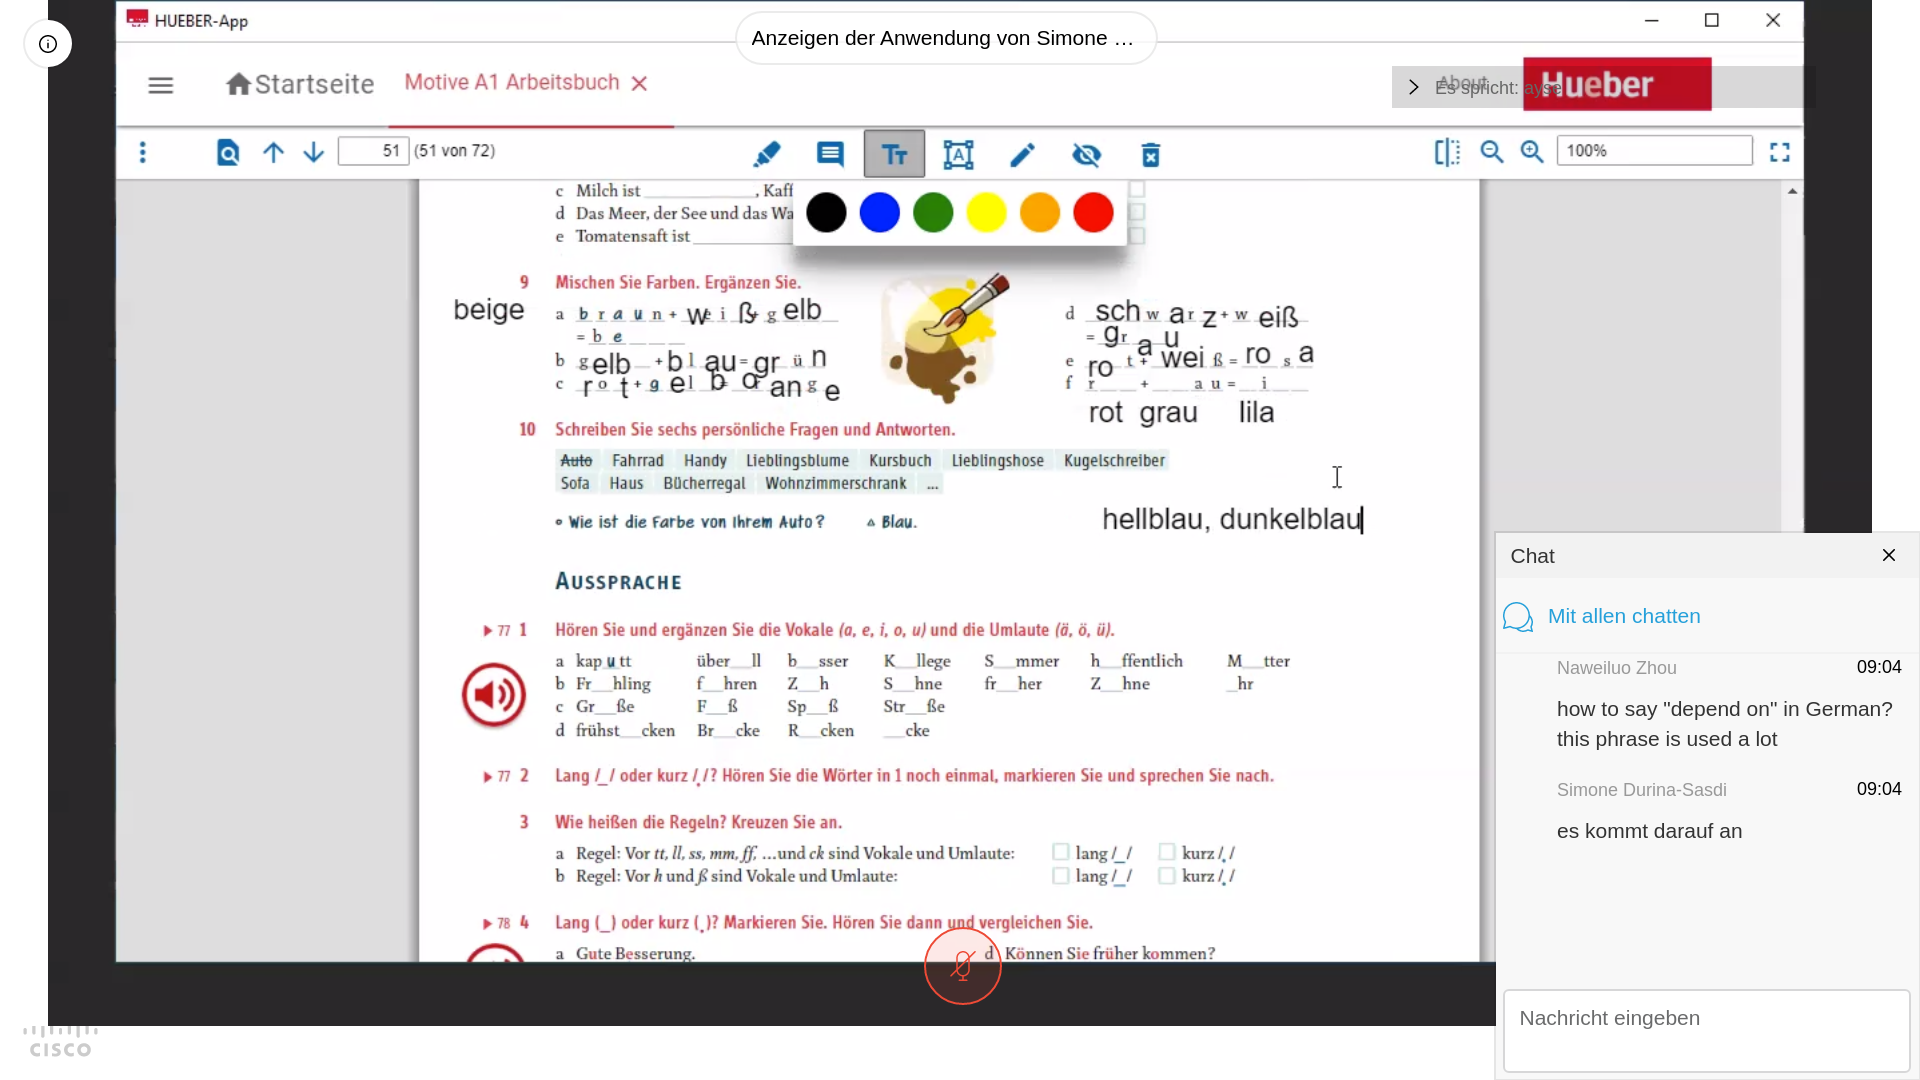 HUEBER-App
Anzeigen der Anwendung von Simone …
Startseite
Motive A1 Arbeitsbuch
About
Es spricht: ayse
Hueber
51 (51 von 72)
100%
c Milch ist ____________, Kaff
d Das Meer, der See und das Wa
e Tomatensaft ist ____________
9 Mischen Sie Farben. Ergänzen Sie.
beige
a b r a u n + w e i ß + g elb
= b e _ _ _
b g elb + b l au = gr ü n
c r o t + g e l b = o r an g e
d sch w a r z + w eiß
= g r a u
e ro t + wei ß = ro s a
f r _ _ + _ _ a u = _ i _ _
rot grau lila
10 Schreiben Sie sechs persönliche Fragen und Antworten.
Auto Fahrrad Handy Lieblingsblume Kursbuch Lieblingshose Kugelschreiber
Sofa Haus Bücherregal Wohnzimmerschrank ...
Wie ist die Farbe von Ihrem Auto? Blau.
hellblau, dunkelblau
AUSSPRACHE
77 1 Hören Sie und ergänzen Sie die Vokale (a, e, i, o, u) und die Umlaute (ä, ö, ü).
a kap u tt über__ll b__sser K__llege S__mmer h__ffentlich M__tter
b Fr__hling f__hren Z__h S__hne fr__her Z__hne _hr
c Gr__ße F__ß Sp__ß Str__ße
d frühst__cken Br__cke R__cken __cke
77 2 Lang /_/ oder kurz /./? Hören Sie die Wörter in 1 noch einmal, markieren Sie und sprechen Sie nach.
3 Wie heißen die Regeln? Kreuzen Sie an.
a Regel: Vor tt, ll, ss, mm, ff, ...und ck sind Vokale und Umlaute: lang /_/ kurz /./
b Regel: Vor h und ß sind Vokale und Umlaute: lang /_/ kurz /./
78 4 Lang (_) oder kurz (.)? Markieren Sie. Hören Sie dann und vergleichen Sie.
a Gute Besserung. d Können Sie früher kommen?
Chat
Mit allen chatten
Naweiluo Zhou 09:04
how to say "depend on" in German?
this phrase is used a lot
Simone Durina-Sasdi 09:04
es kommt darauf an
Nachricht eingeben
CISCO